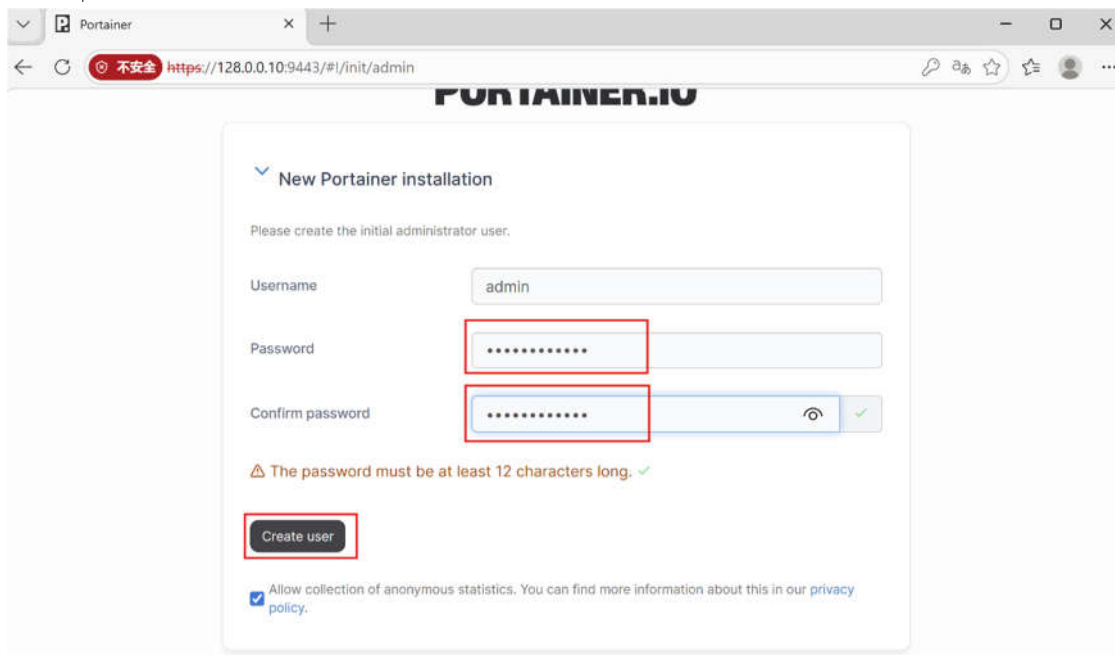 Portainer
不安全 https://128.0.0.10:9443/#!/init/admin
PORTAINER.IO
New Portainer installation
Please create the initial administrator user.
Username admin
Password ••••••••••••
Confirm password ••••••••••••
The password must be at least 12 characters long.
Create user
Allow collection of anonymous statistics. You can find more information about this in our privacy
policy.